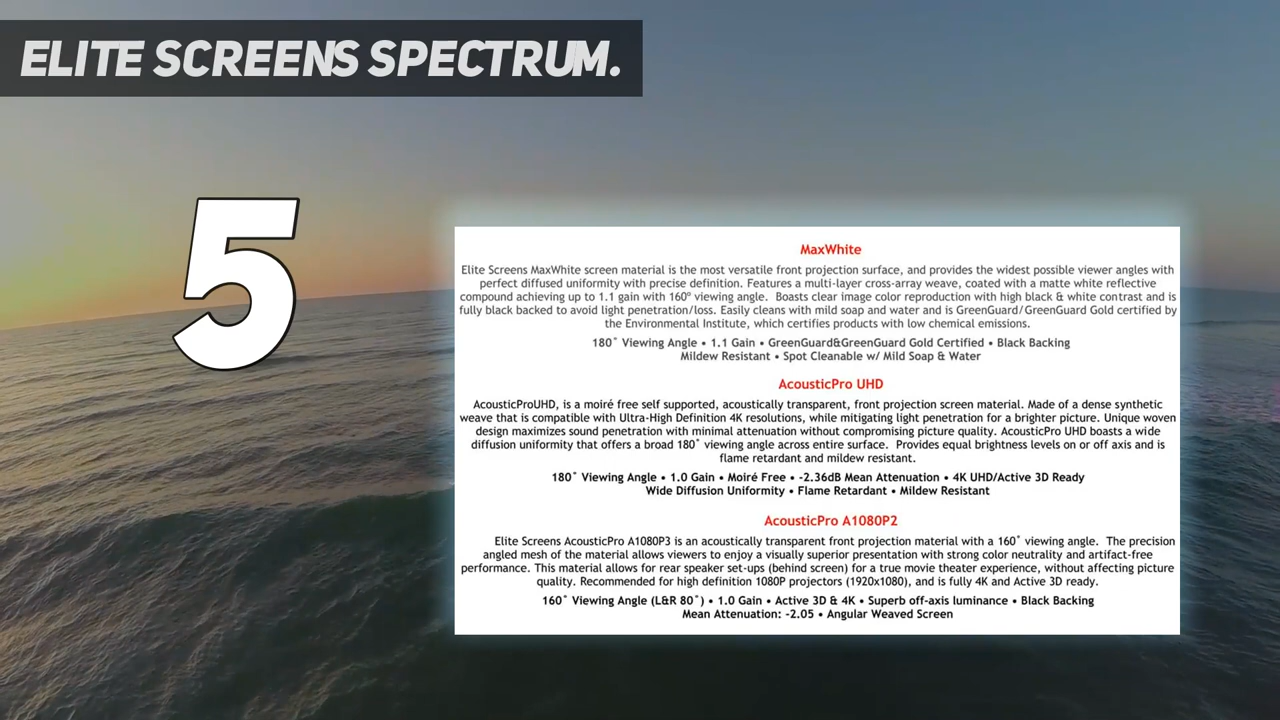 ELITE SCREENS SPECTRUM.
5
MaxWhite
Elite Screens MaxWhite screen material is the most versatile front projection surface, and provides the widest possible viewer angles with
perfect diffused uniformity with precise definition. Features a multi-layer cross-array weave, coated with a matte white reflective
compound achieving up to 1.1 gain with 160º viewing angle. Boasts clear image color reproduction with high black & white contrast and is
fully black backed to avoid light penetration/loss. Easily cleans with mild soap and water and is GreenGuard/GreenGuard Gold certified by
the Environmental Institute, which certifies products with low chemical emissions.
180˚ Viewing Angle • 1.1 Gain • GreenGuard&GreenGuard Gold Certified • Black Backing
Mildew Resistant • Spot Cleanable w/ Mild Soap & Water
AcousticPro UHD
AcousticProUHD, is a moiré free self supported, acoustically transparent, front projection screen material. Made of a dense synthetic
weave that is compatible with Ultra-High Definition 4K resolutions, while mitigating light penetration for a brighter picture. Unique woven
design maximizes sound penetration with minimal attenuation without compromising picture quality. AcousticPro UHD boasts a wide
diffusion uniformity that offers a broad 180˚ viewing angle across entire surface. Provides equal brightness levels on or off axis and is
flame retardant and mildew resistant.
180˚ Viewing Angle • 1.0 Gain • Moiré Free • -2.36dB Mean Attenuation • 4K UHD/Active 3D Ready
Wide Diffusion Uniformity • Flame Retardant • Mildew Resistant
AcousticPro A1080P2
Elite Screens AcousticPro A1080P3 is an acoustically transparent front projection material with a 160˚ viewing angle. The precision
angled mesh of the material allows viewers to enjoy a visually superior presentation with strong color neutrality and artifact-free
performance. This material allows for rear speaker set-ups (behind screen) for a true movie theater experience, without affecting picture
quality. Recommended for high definition 1080P projectors (1920x1080), and is fully 4K and Active 3D ready.
160˚ Viewing Angle (L&R 80˚) • 1.0 Gain • Active 3D & 4K • Superb off-axis luminance • Black Backing
Mean Attenuation: -2.05 • Angular Weaved Screen